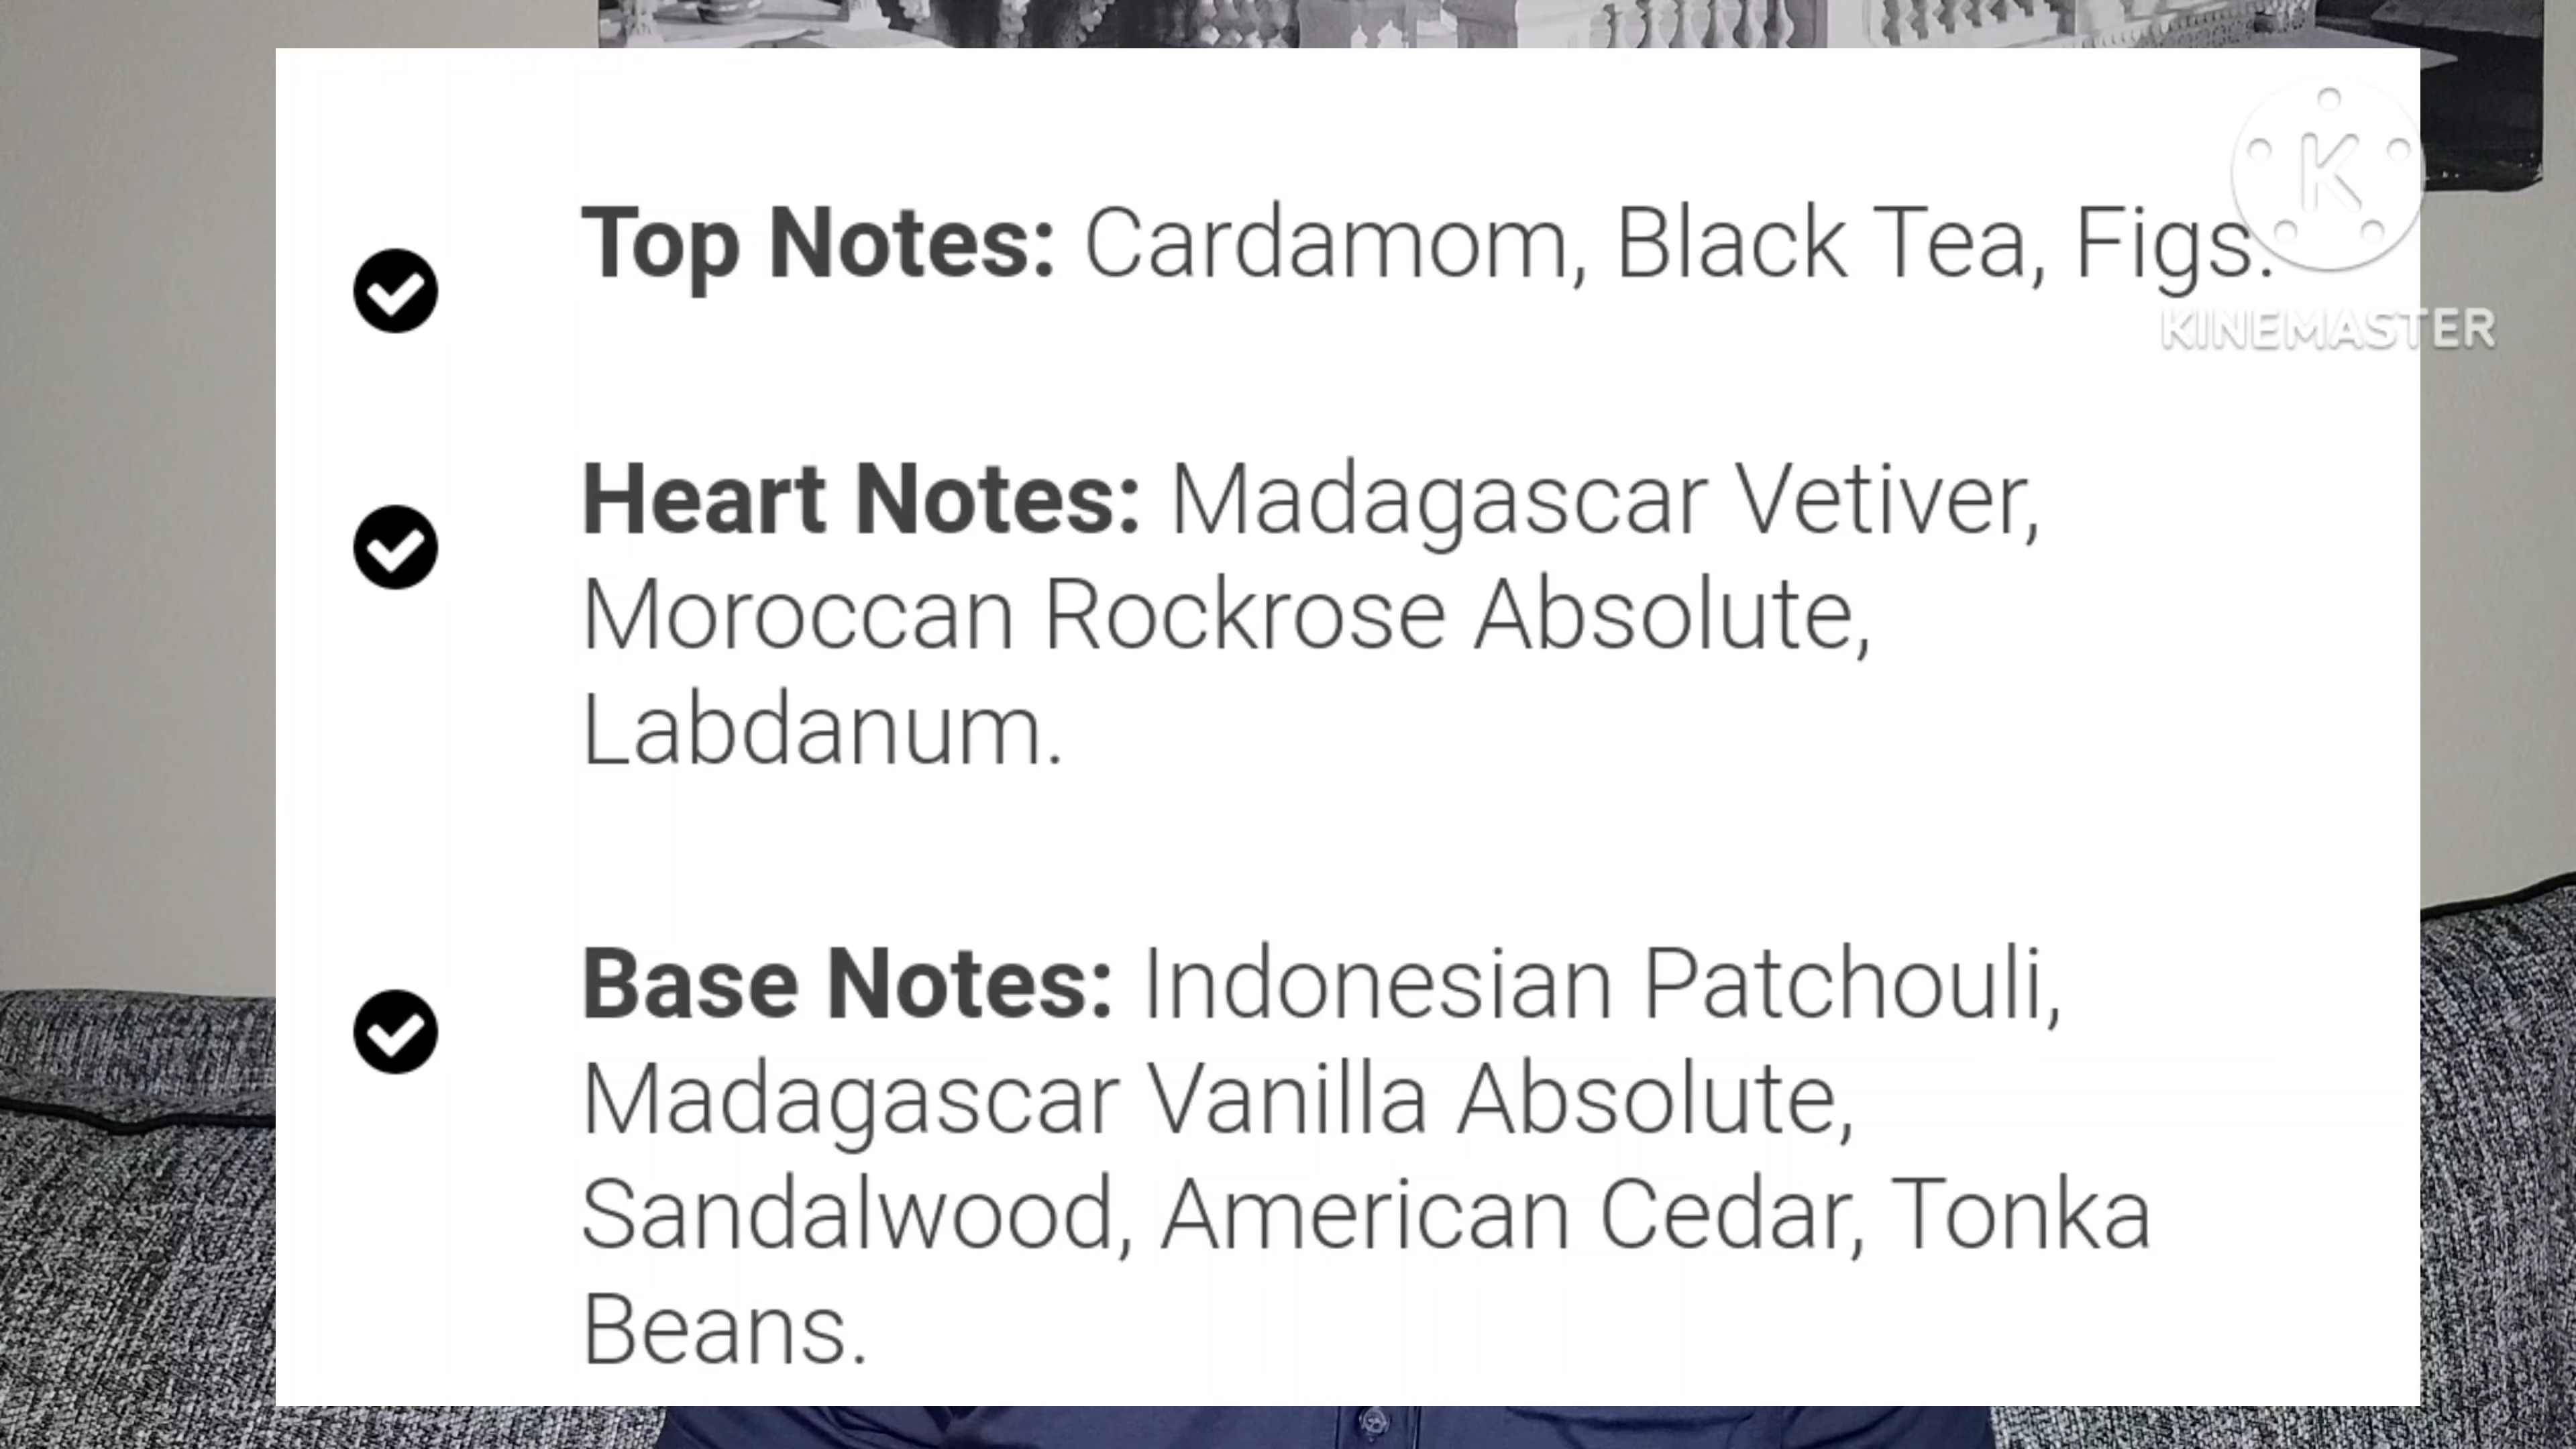 Top Notes: Cardamom, Black Tea, Figs.
K
KINEMASTER
Heart Notes: Madagascar Vetiver,
Moroccan Rockrose Absolute,
Labdanum.
Base Notes: Indonesian Patchouli,
Madagascar Vanilla Absolute,
Sandalwood, American Cedar, Tonka
Beans.